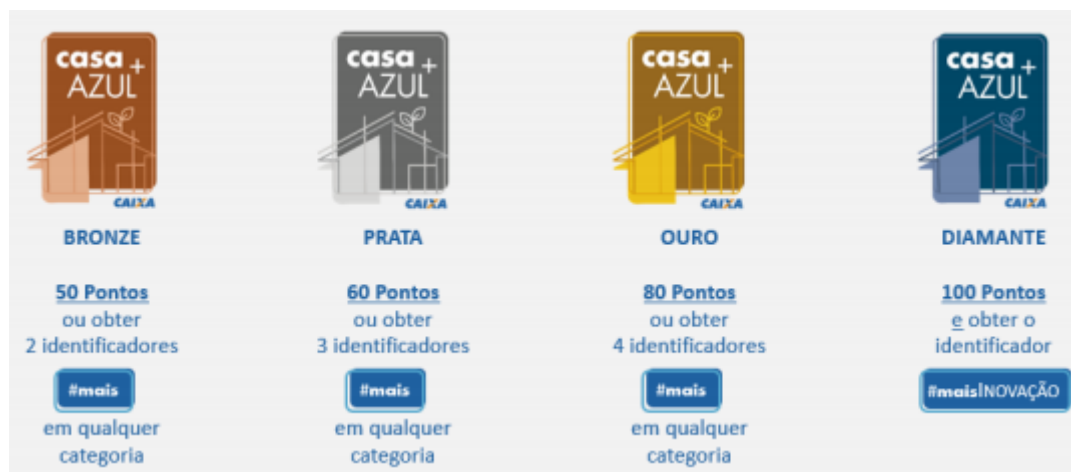 casa +
AZUL
CAIXA
BRONZE
50 Pontos
ou obter
2 identificadores
#mais
em qualquer
categoria
casa +
AZUL
CAIXA
PRATA
60 Pontos
ou obter
3 identificadores
#mais
em qualquer
categoria
casa +
AZUL
CAIXA
OURO
80 Pontos
ou obter
4 identificadores
#mais
em qualquer
categoria
casa +
AZUL
CAIXA
DIAMANTE
100 Pontos
e obter o
identificador
#maisINOVAÇÃO